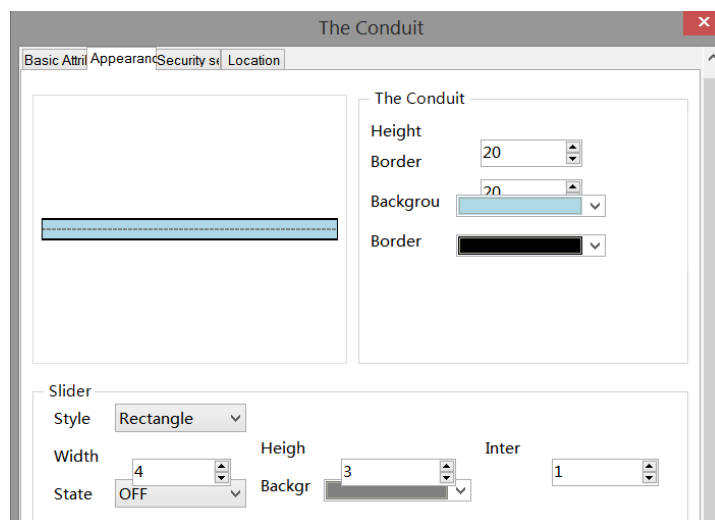 The Conduit
Basic Attril Appearanc Security se Location
The Conduit
Height
20
Border
20
Backgrou
Border
Slider
Style Rectangle
Width 4 Heigh 3 Inter 1
State OFF Backgr